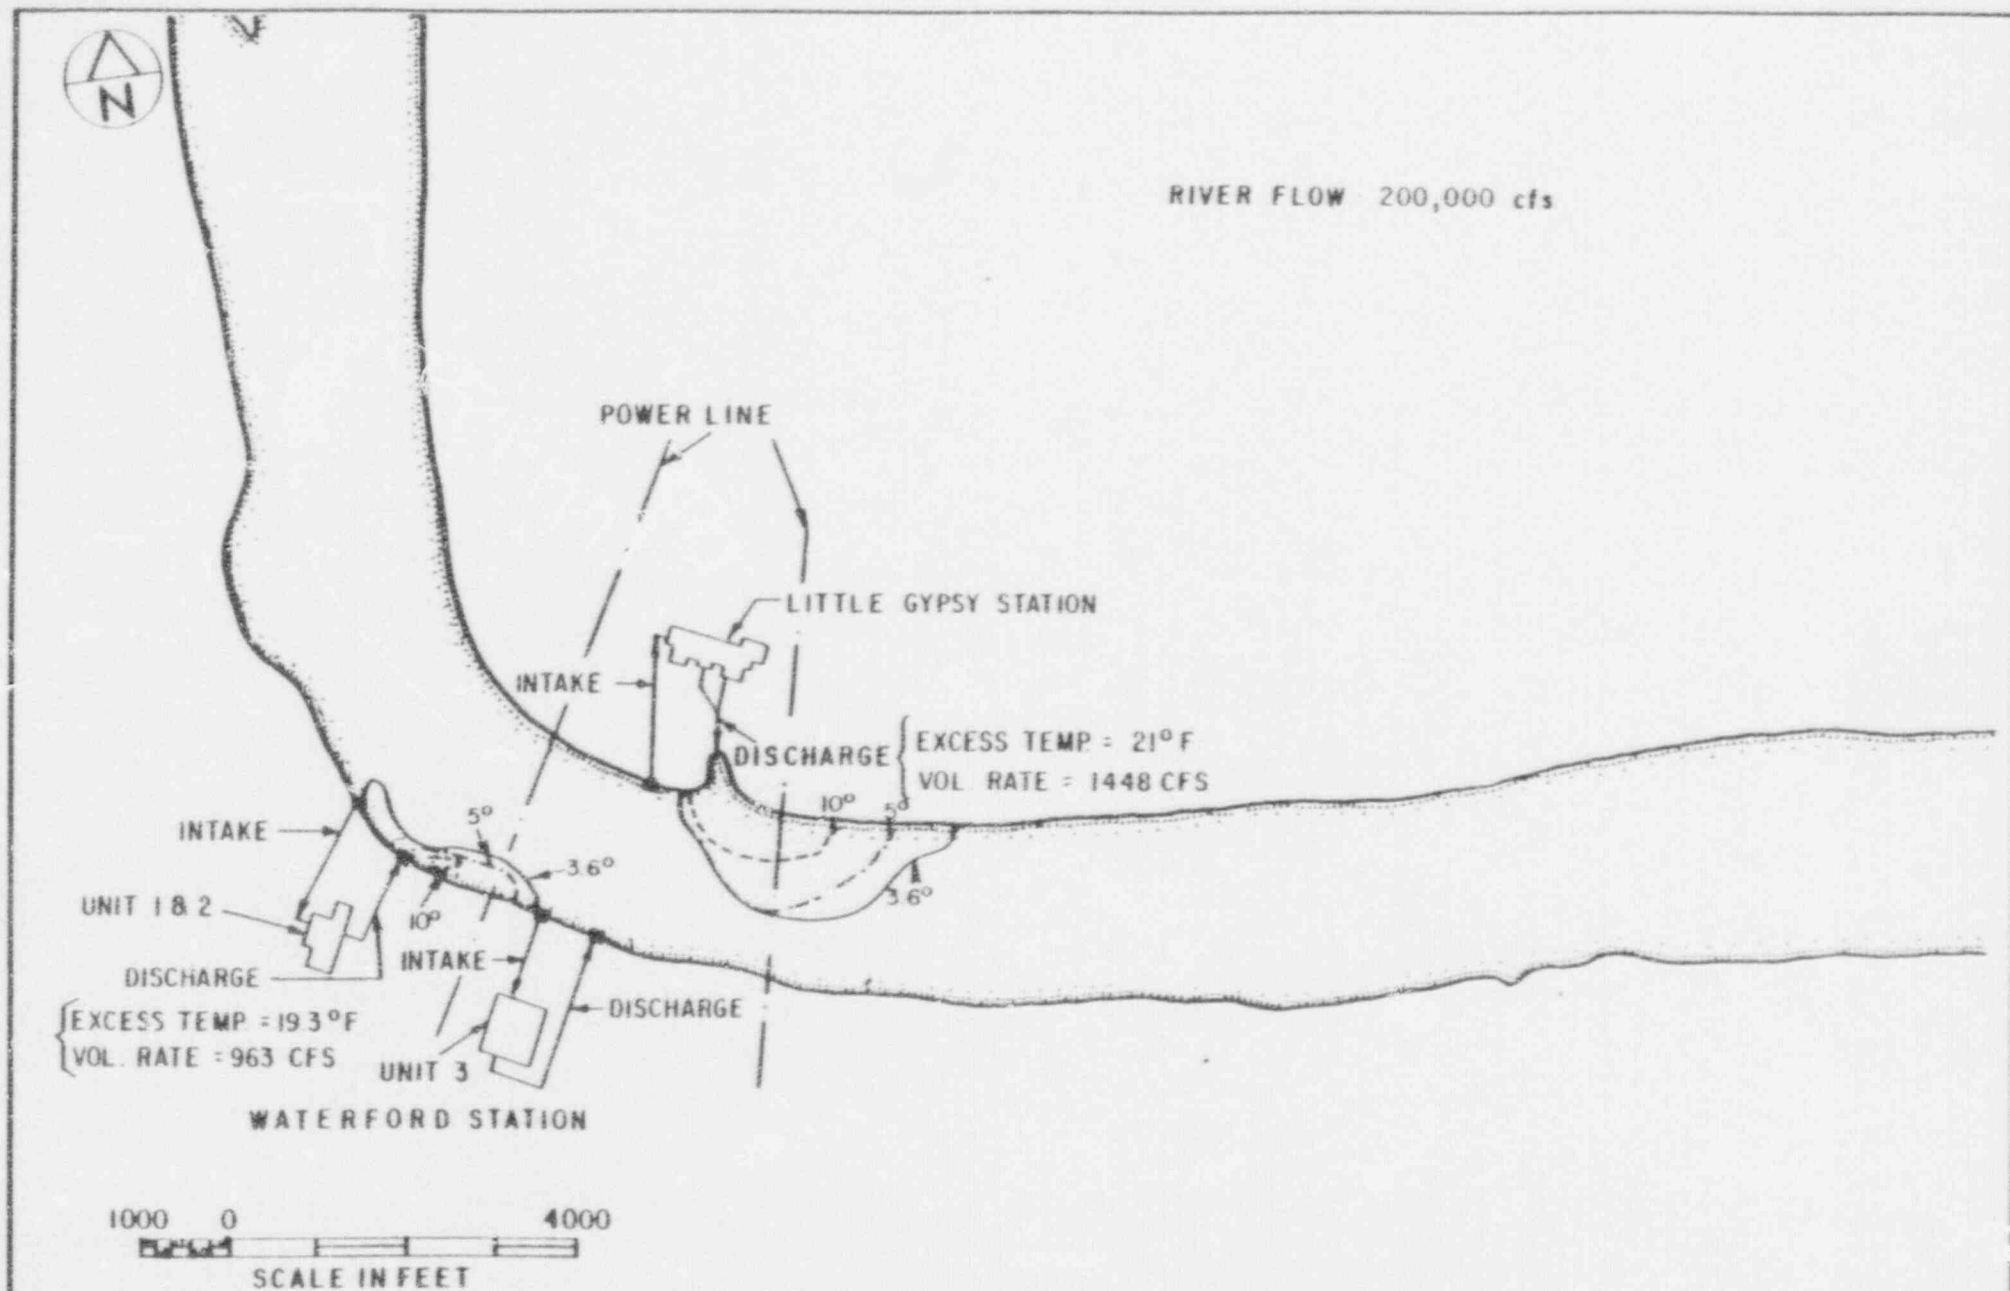 N
RIVER FLOW 200,000 cfs
POWER LINE
LITTLE GYPSY STATION
INTAKE
DISCHARGE
EXCESS TEMP. = 21°F
VOL. RATE = 1448 CFS
10°
5°
3.6°
INTAKE
5°
3.6°
10°
UNIT 1 & 2
DISCHARGE
EXCESS TEMP. = 19.3°F
VOL. RATE = 963 CFS
INTAKE
DISCHARGE
UNIT 3
WATERFORD STATION
1000 0 4000
SCALE IN FEET